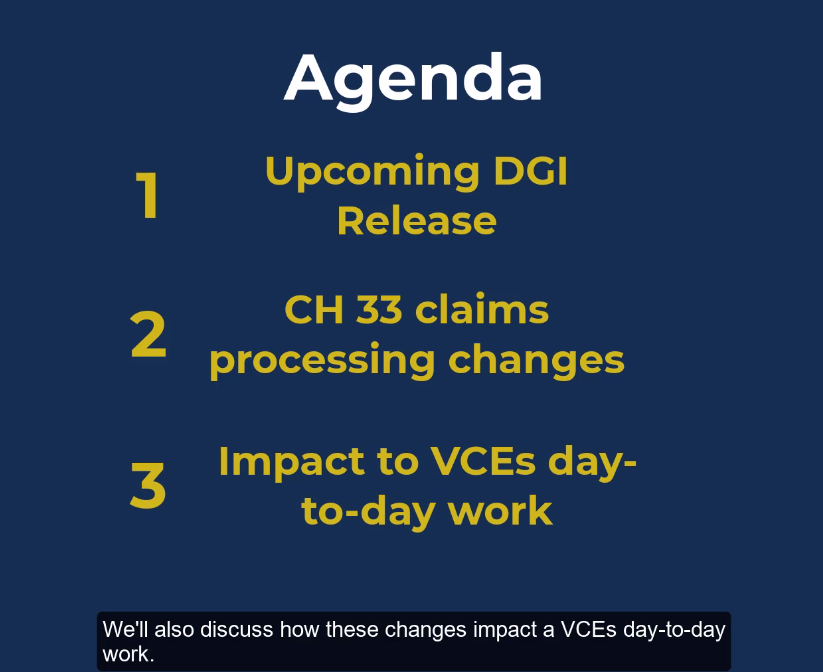 Agenda
1
Upcoming DGI
Release
2
CH 33 claims
processing changes
3
Impact to VCEs day-
to-day work
We'll also discuss how these changes impact a VCEs day-to-day
work.